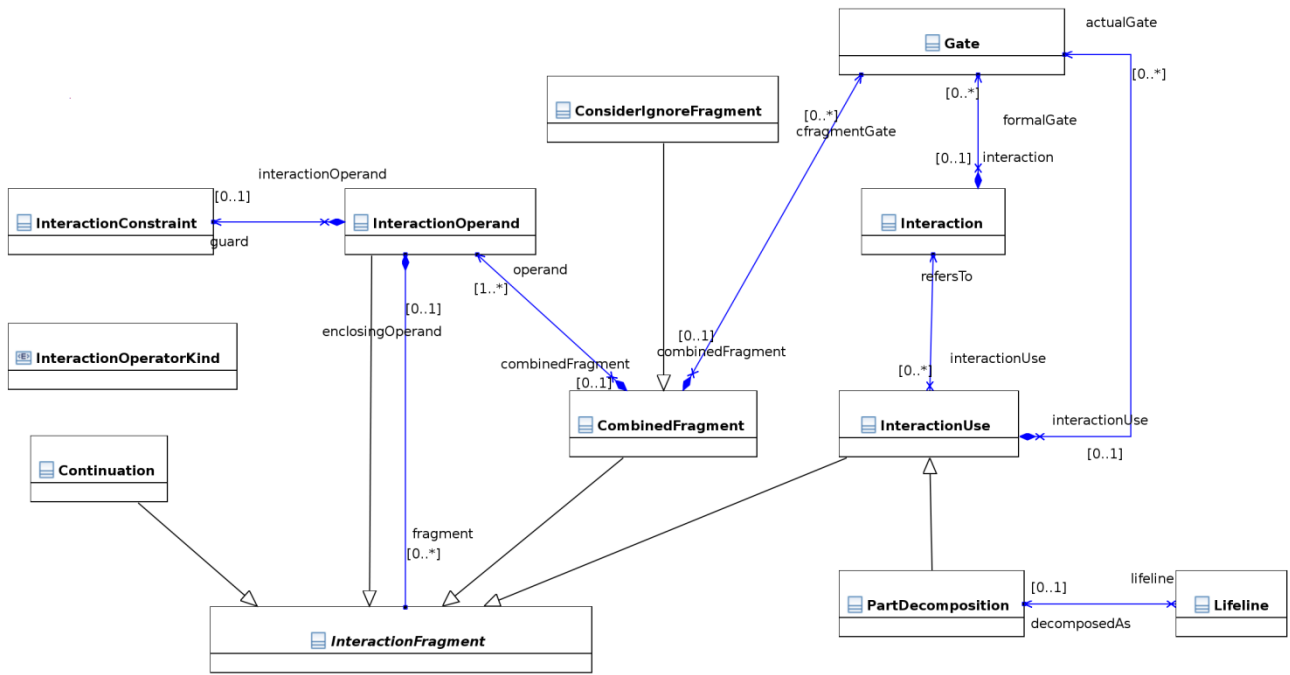 actualGate
Gate
[0..*]
ConsiderIgnoreFragment
[0..*]
[0..*]
cfragmentGate
formalGate
[0..1]
interaction
interactionOperand
[0..1]
InteractionConstraint
InteractionOperand
Interaction
guard
operand
refersTo
[1..*]
[0..1]
enclosingOperand
[0..1]
combinedFragment
InteractionOperatorKind
combinedFragment
[0..1]
interactionUse
[0..*]
CombinedFragment
InteractionUse
interactionUse
[0..1]
Continuation
fragment
[0..*]
[0..1]
lifeline
PartDecomposition
Lifeline
decomposedAs
InteractionFragment